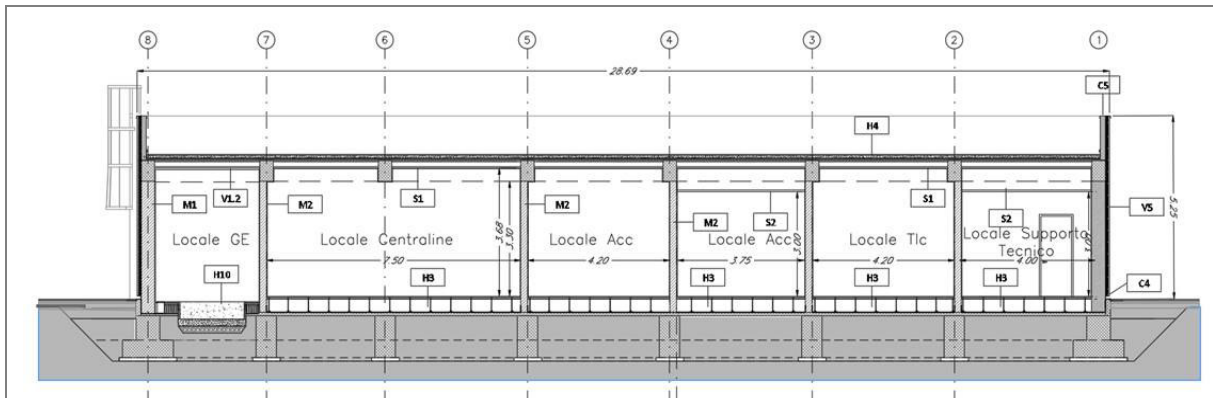 8 7 6 5 4 3 2 1
28.69
C5
H4
M1 V1.2 M2 S1 M2 M2 S2 S1 S2 V5
5.25
3.68
3.30
3.00
3.00
Locale GE Locale Centraline Locale Acc Locale Acc Locale Tlc Locale Supporto
Tecnico
7.50 4.20 3.75 4.20 4.00
H10 H3 H3 H3 H3 C4